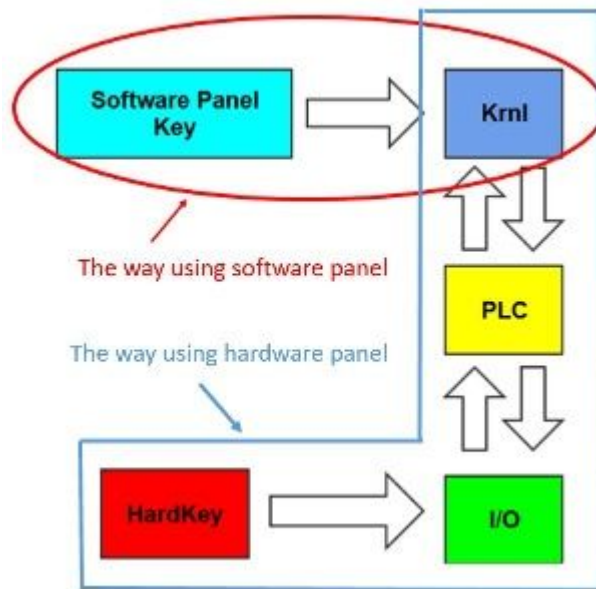 Software Panel
Key
Krnl
The way using software panel
PLC
The way using hardware panel
HardKey
I/O